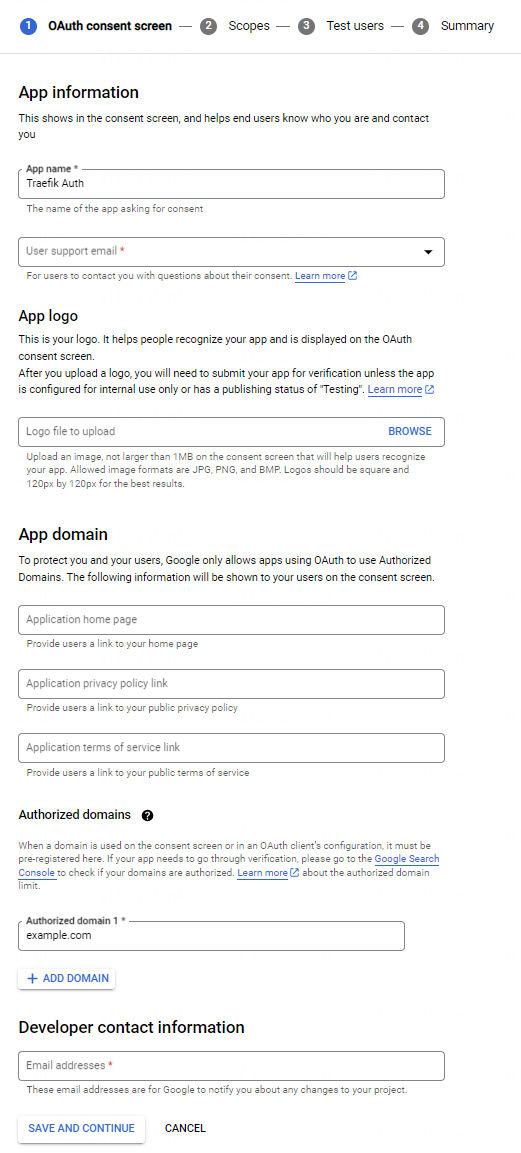 1 OAuth consent screen — 2 Scopes — 3 Test users — 4 Summary
App information
This shows in the consent screen, and helps end users know who you are and contact
you
App name *
Traefik Auth
The name of the app asking for consent
User support email *
For users to contact you with questions about their consent. Learn more
App logo
This is your logo. It helps people recognize your app and is displayed on the OAuth
consent screen.
After you upload a logo, you will need to submit your app for verification unless the app
is configured for internal use only or has a publishing status of "Testing". Learn more
Logo file to upload BROWSE
Upload an image, not larger than 1MB on the consent screen that will help users recognize
your app. Allowed image formats are JPG, PNG, and BMP. Logos should be square and
120px by 120px for the best results.
App domain
To protect you and your users, Google only allows apps using OAuth to use Authorized
Domains. The following information will be shown to your users on the consent screen.
Application home page
Provide users a link to your home page
Application privacy policy link
Provide users a link to your public privacy policy
Application terms of service link
Provide users a link to your public terms of service
Authorized domains ?
When a domain is used on the consent screen or in an OAuth client's configuration, it must be
pre-registered here. If your app needs to go through verification, please go to the Google Search
Console to check if your domains are authorized. Learn more about the authorized domain
limit.
Authorized domain 1 *
example.com
+ ADD DOMAIN
Developer contact information
Email addresses *
These email addresses are for Google to notify you about any changes to your project.
SAVE AND CONTINUE CANCEL